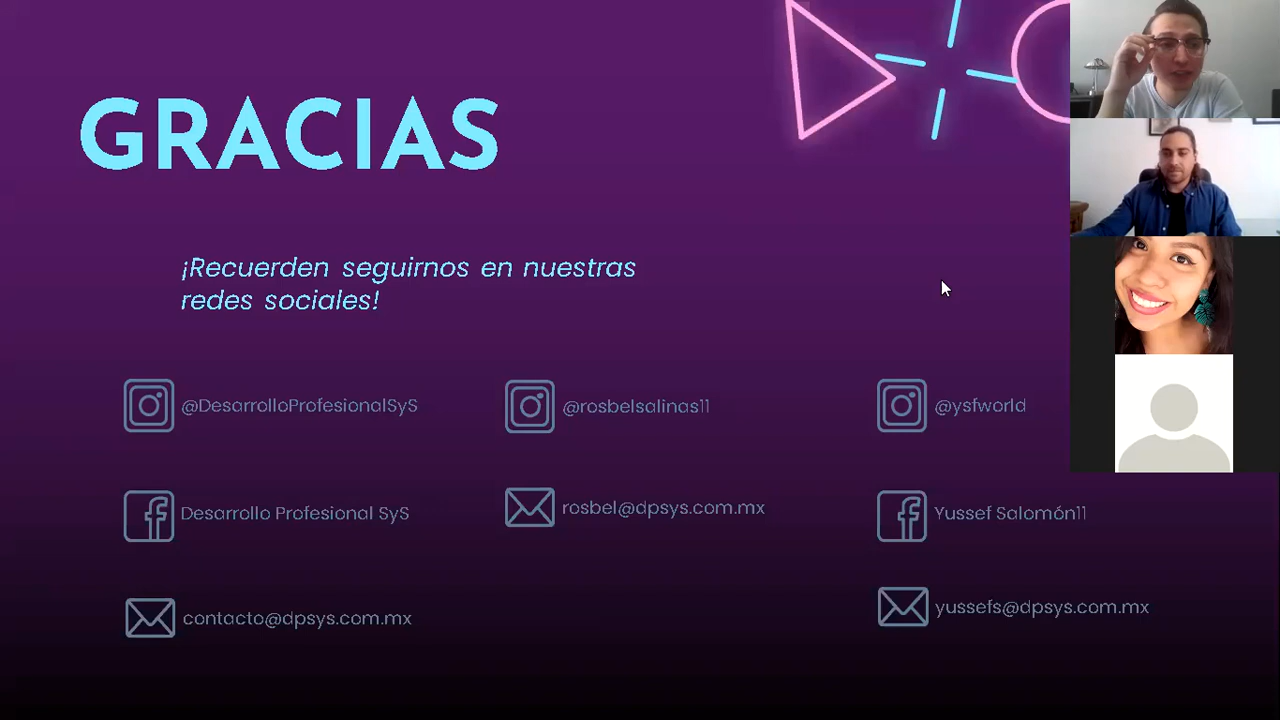 GRACIAS
¡Recuerden seguirnos en nuestras
redes sociales!
@DesarrolloProfesionalSyS
@rosbelsalinas11
@ysfworld
Desarrollo Profesional SyS
rosbel@dpsys.com.mx
Yussef Salomón11
contacto@dpsys.com.mx
yussefs@dpsys.com.mx